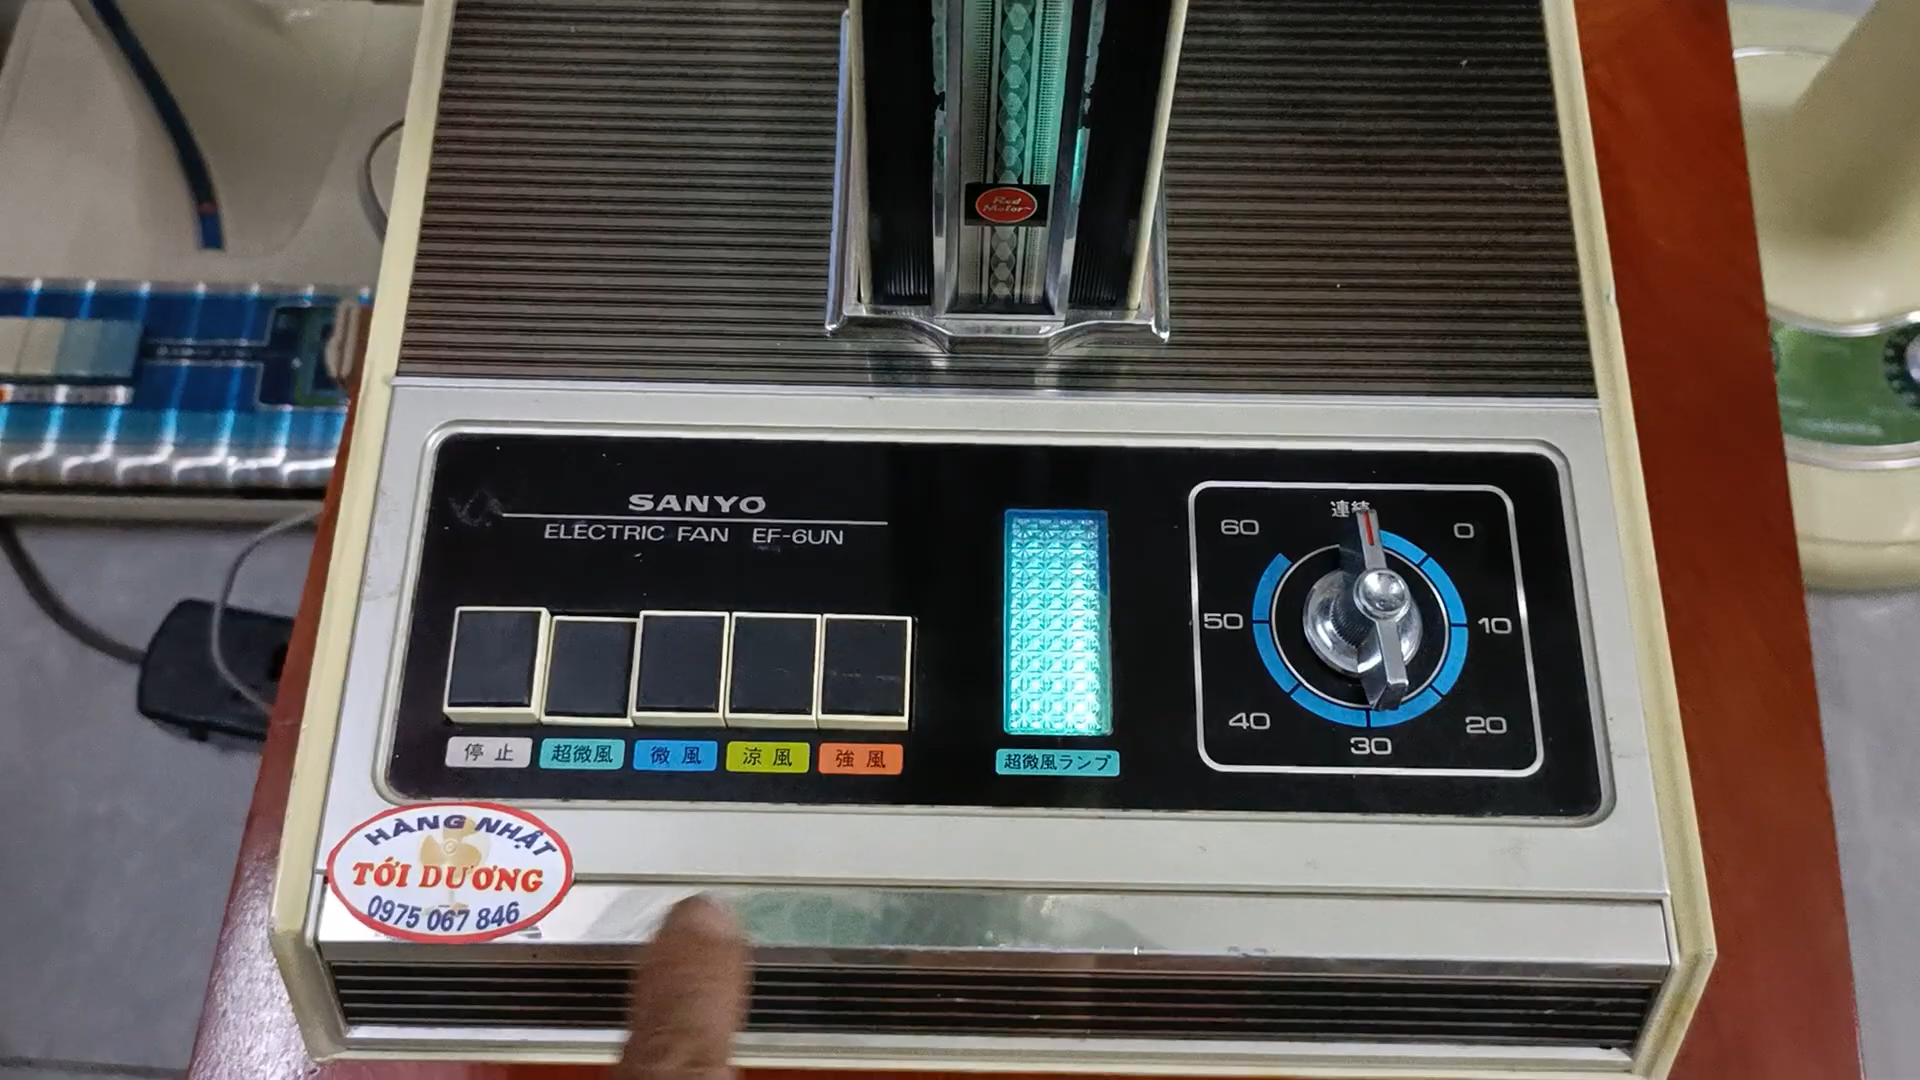 Red
Motor
SANYO
ELECTRIC FAN EF-6UN
停止
超微風
微風
涼風
強風
超微風ランプ
連続
60
0
50
10
40
20
30
HÀNG NHẬT
TỚI DƯƠNG
0975 067 846